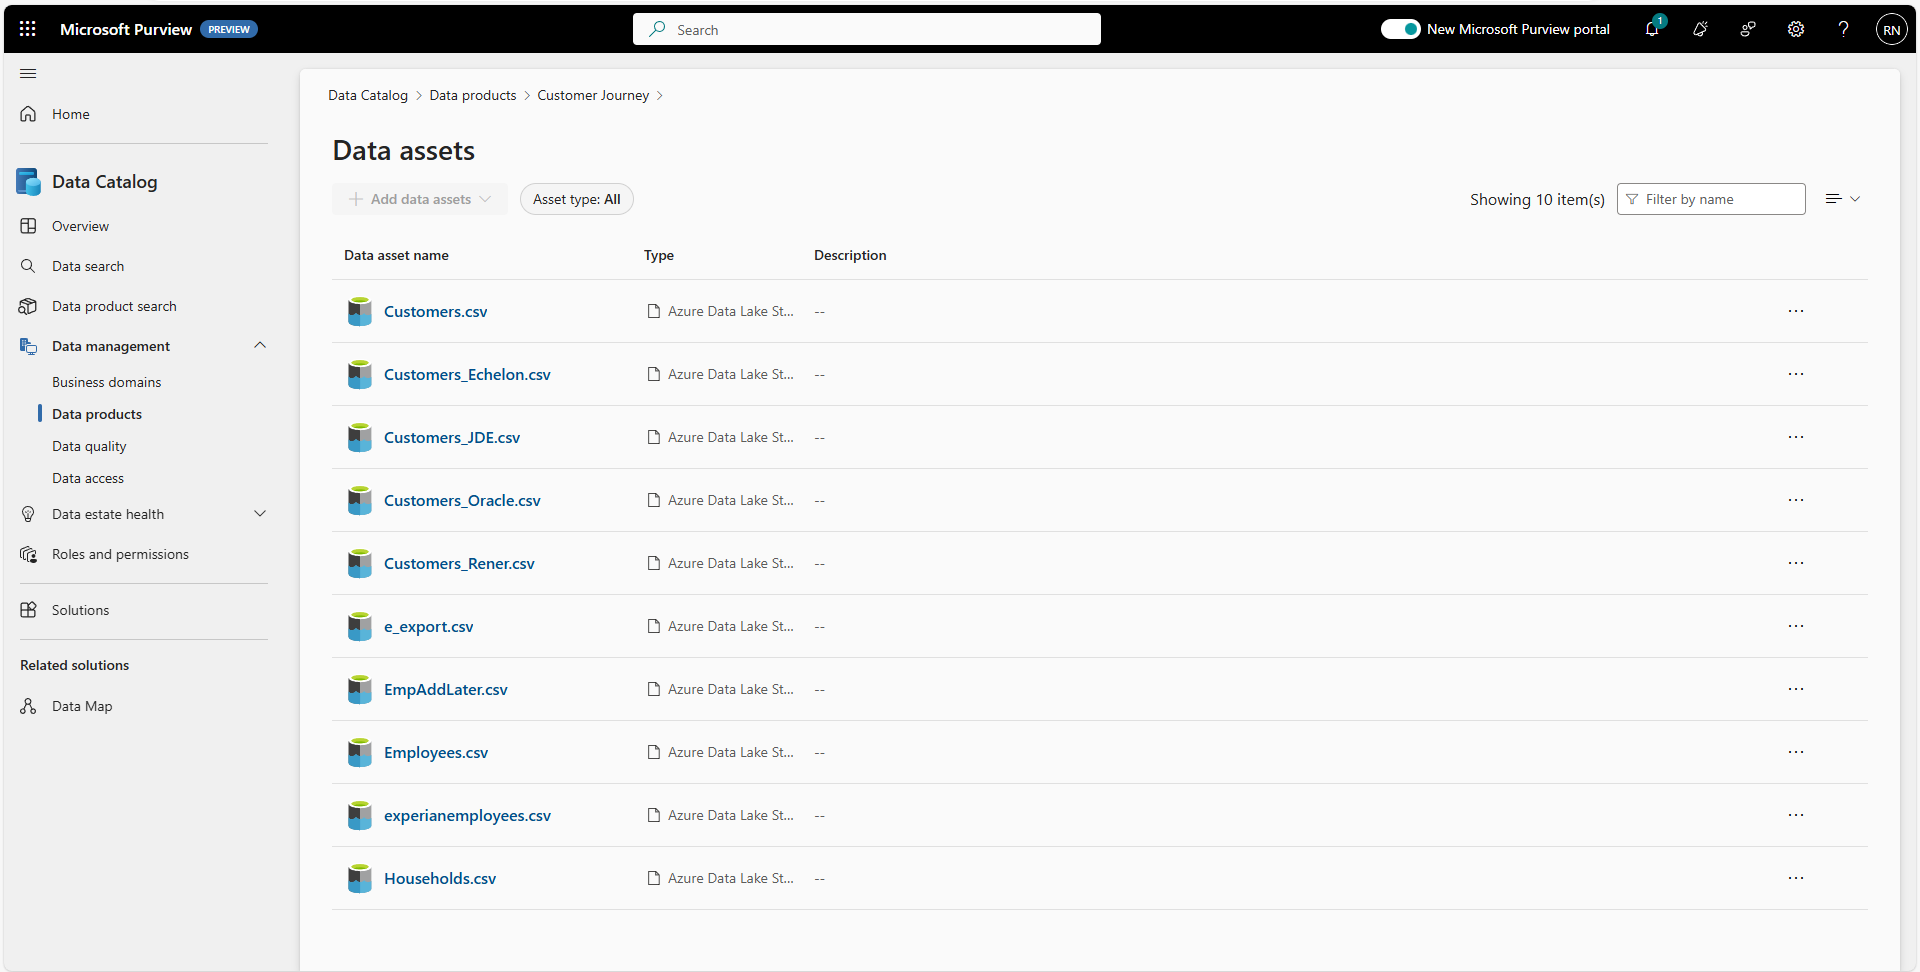 Microsoft Purview PREVIEW
Search
New Microsoft Purview portal
1
?
RN
Home
Data Catalog
Overview
Data search
Data product search
Data management
Business domains
Data products
Data quality
Data access
Data estate health
Roles and permissions
Solutions
Related solutions
Data Map
Data Catalog > Data products > Customer Journey >
Data assets
+ Add data assets
Asset type: All
Showing 10 item(s)
Filter by name
Data asset name Type Description
Customers.csv Azure Data Lake St... --
Customers_Echelon.csv Azure Data Lake St... --
Customers_JDE.csv Azure Data Lake St... --
Customers_Oracle.csv Azure Data Lake St... --
Customers_Rener.csv Azure Data Lake St... --
e_export.csv Azure Data Lake St... --
EmpAddLater.csv Azure Data Lake St... --
Employees.csv Azure Data Lake St... --
experianemployees.csv Azure Data Lake St... --
Households.csv Azure Data Lake St... --